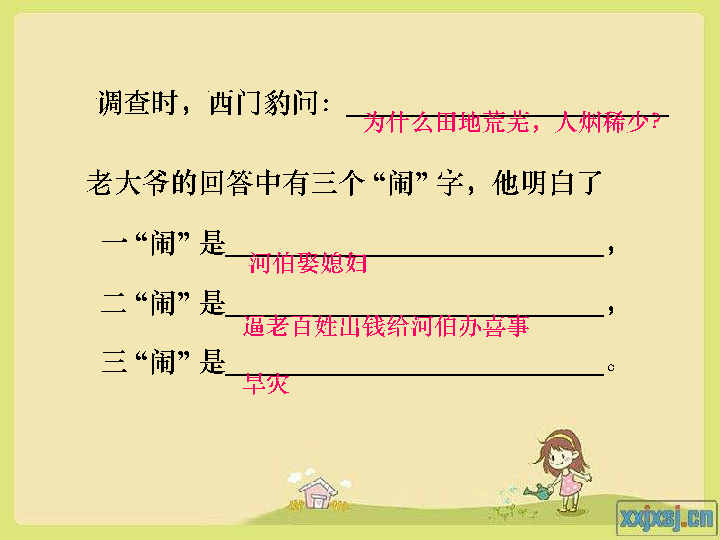 调查时，西门豹问：
为什么田地荒芜，人烟稀少？
老大爷的回答中有三个“闹”字，他明白了
一“闹”是，
河伯娶媳妇
二“闹”是，
逼老百姓出钱给河伯办喜事
三“闹”是。
旱灾
xxjxsj.cn